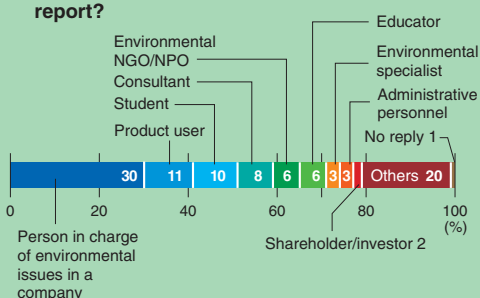 report?
Educator
Environmental
NGO/NPO
Environmental
specialist
Consultant
Student
Administrative
personnel
Product user
No reply 1
30 11 10 8 6 6 3 3 Others 20
0 20 40 60 80 100
(%)
Person in charge
of environmental
issues in a
company
Shareholder/investor 2